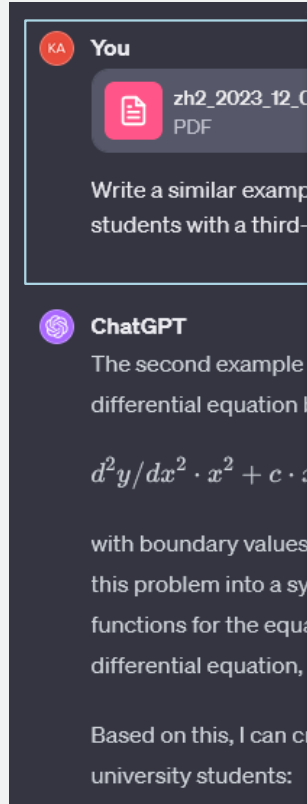 KA You
zh2_2023_12_0
PDF
Write a similar examp
students with a third-
ChatGPT
The second example
differential equation
d²y/dx² · x² + c ·
with boundary values
this problem into a sy
functions for the equa
differential equation,
Based on this, I can cr
university students: